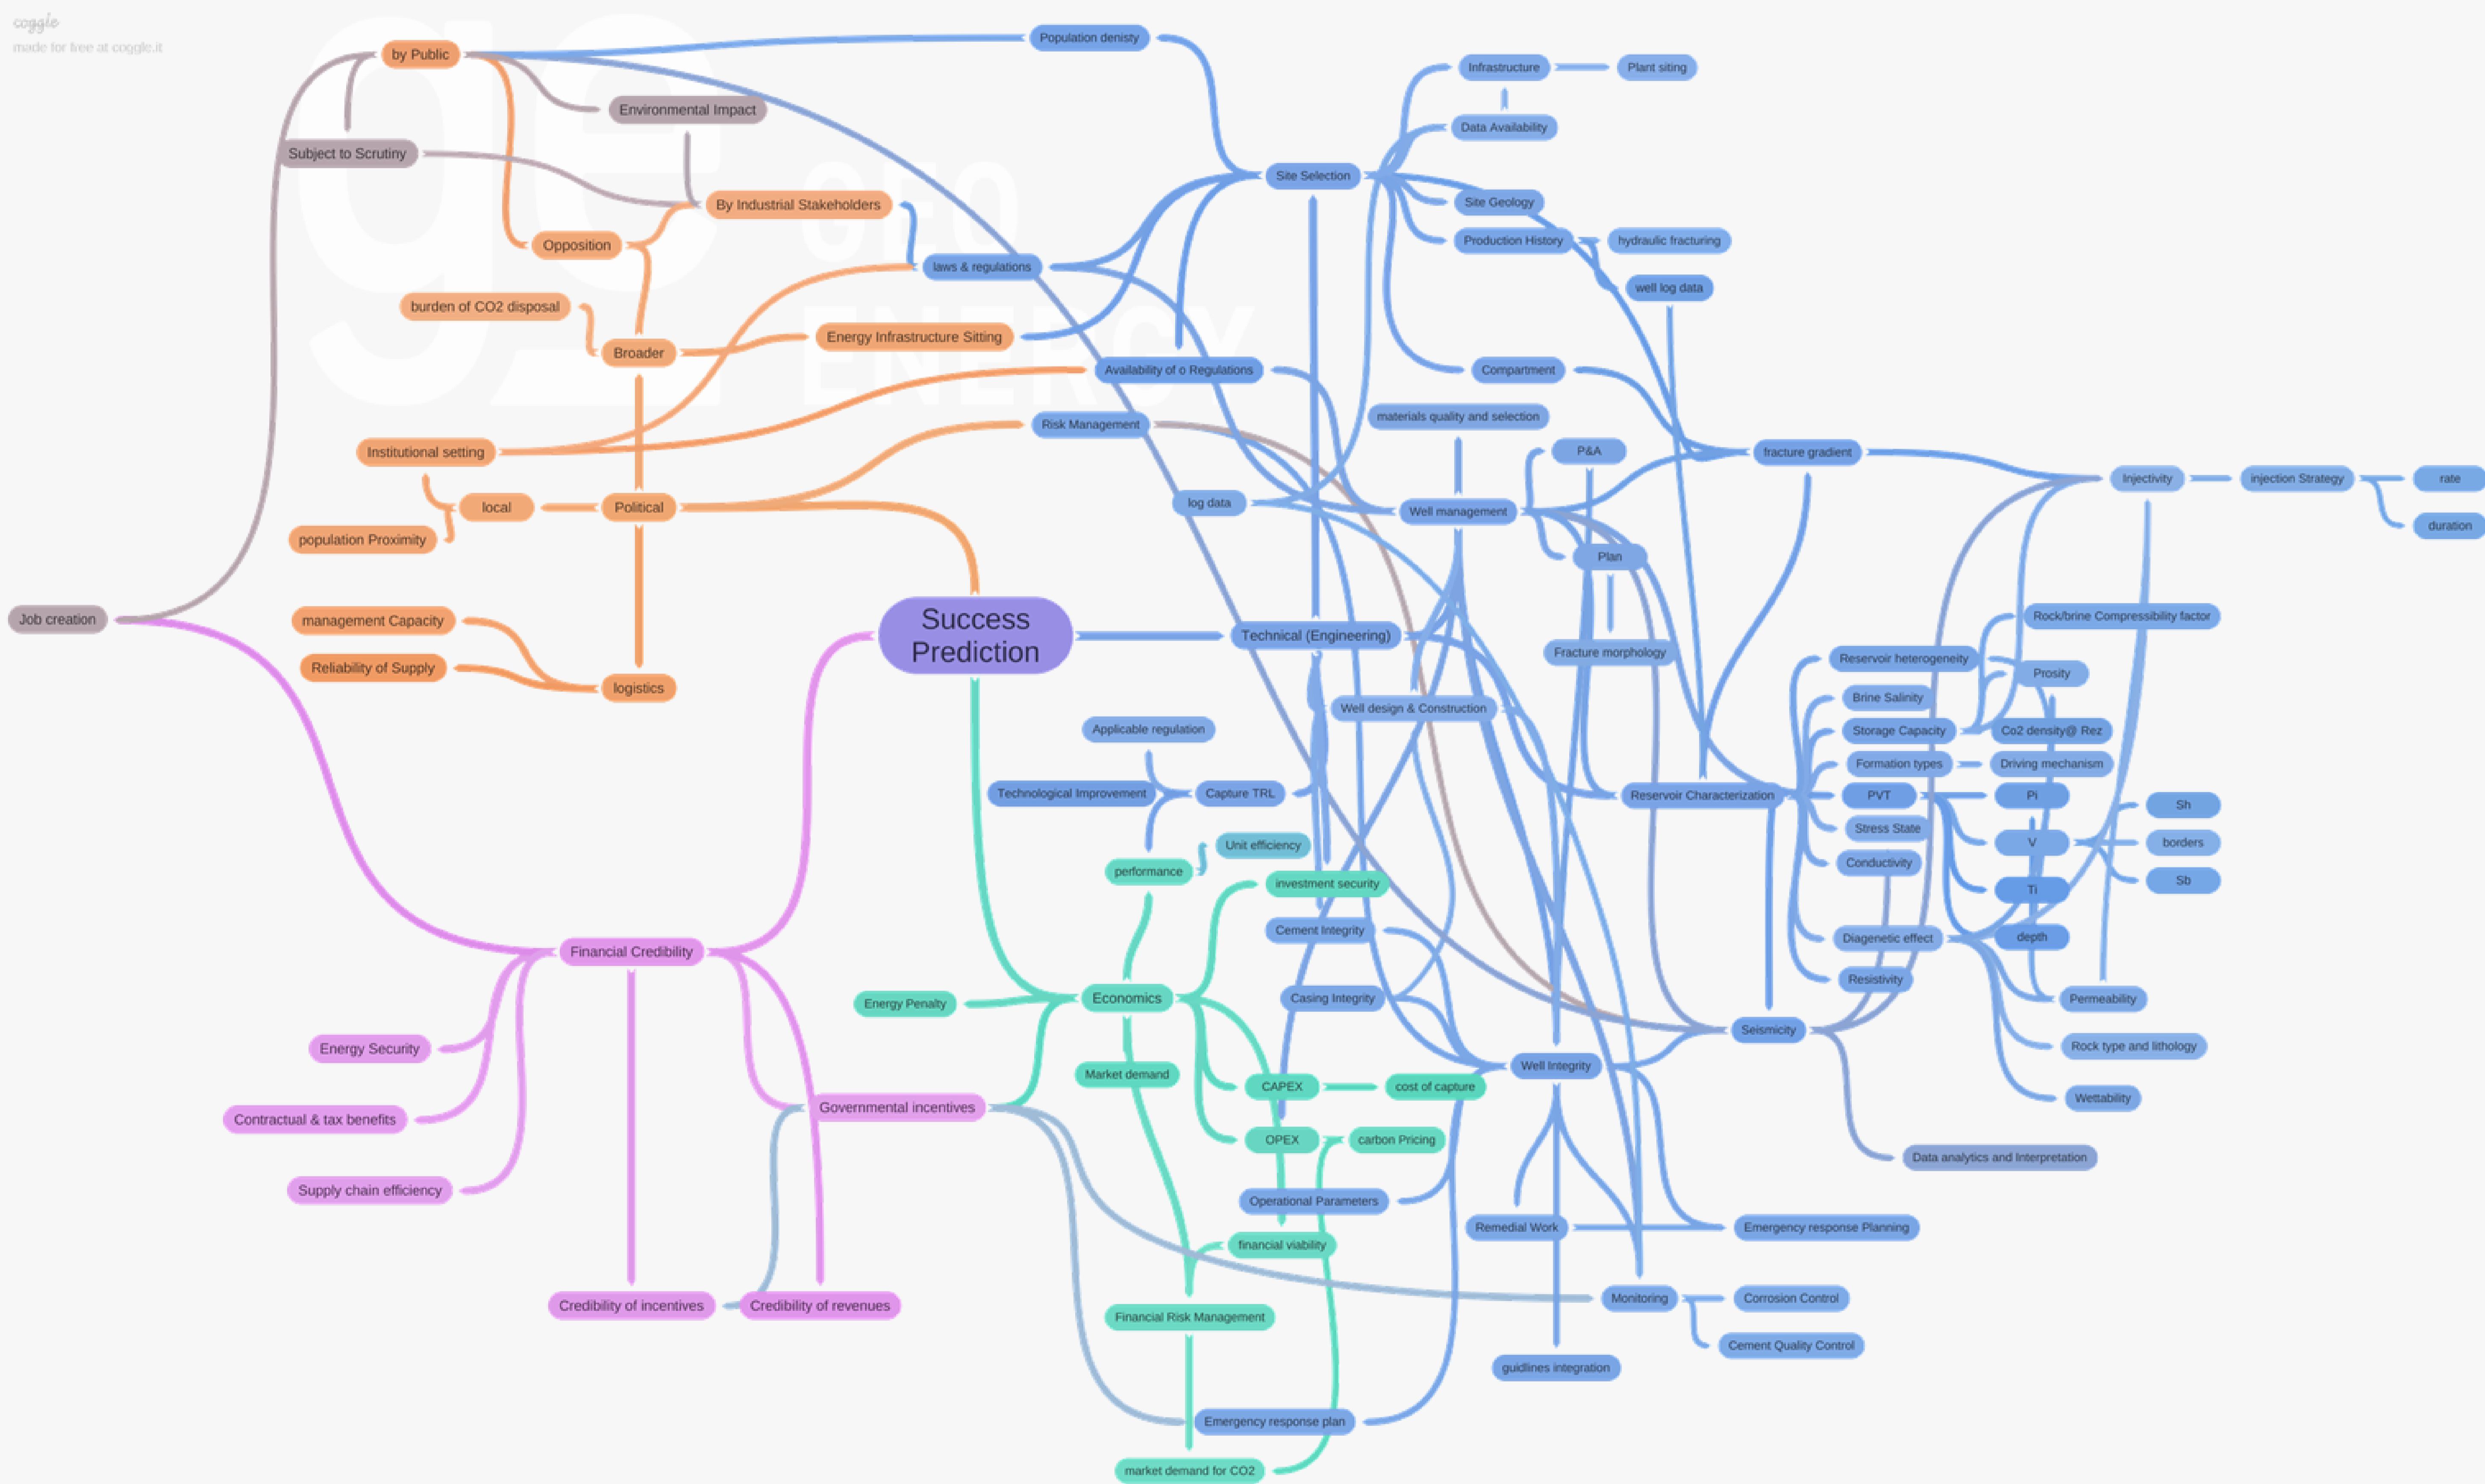 coggle
made for free at coggle.it
ge
GEO
ENERGY
by Public
Population denisty
Infrastructure
Plant siting
Environmental Impact
Data Availability
Subject to Scrutiny
Site Selection
By Industrial Stakeholders
Site Geology
Opposition
Production History
hydraulic fracturing
laws & regulations
well log data
burden of CO2 disposal
Energy Infrastructure Sitting
Broader
Availability of o Regulations
Compartment
materials quality and selection
Risk Management
Institutional setting
P&A
fracture gradient
Injectivity
injection Strategy
rate
log data
local
Political
Well management
duration
population Proximity
Plan
Job creation
management Capacity
Success
Prediction
Technical (Engineering)
Rock/brine Compressibility factor
Fracture morphology
Reservoir heterogeneity
Reliability of Supply
Prosity
logistics
Brine Salinity
Well design & Construction
Applicable regulation
Storage Capacity
Co2 density@ Rez
Formation types
Driving mechanism
Technological Improvement
Capture TRL
Reservoir Characterization
PVT
Pi
Sh
Stress State
Unit efficiency
V
borders
performance
Conductivity
investment security
Ti
Sb
Cement Integrity
Diagenetic effect
depth
Financial Credibility
Resistivity
Energy Penalty
Economics
Casing Integrity
Permeability
Seismicity
Energy Security
Rock type and lithology
Market demand
Well Integrity
CAPEX
cost of capture
Wettability
Governmental incentives
Contractual & tax benefits
OPEX
carbon Pricing
Data analytics and Interpretation
Supply chain efficiency
Operational Parameters
Remedial Work
Emergency response Planning
financial viability
Credibility of incentives
Credibility of revenues
Monitoring
Corrosion Control
Financial Risk Management
Cement Quality Control
guidlines integration
Emergency response plan
market demand for CO2